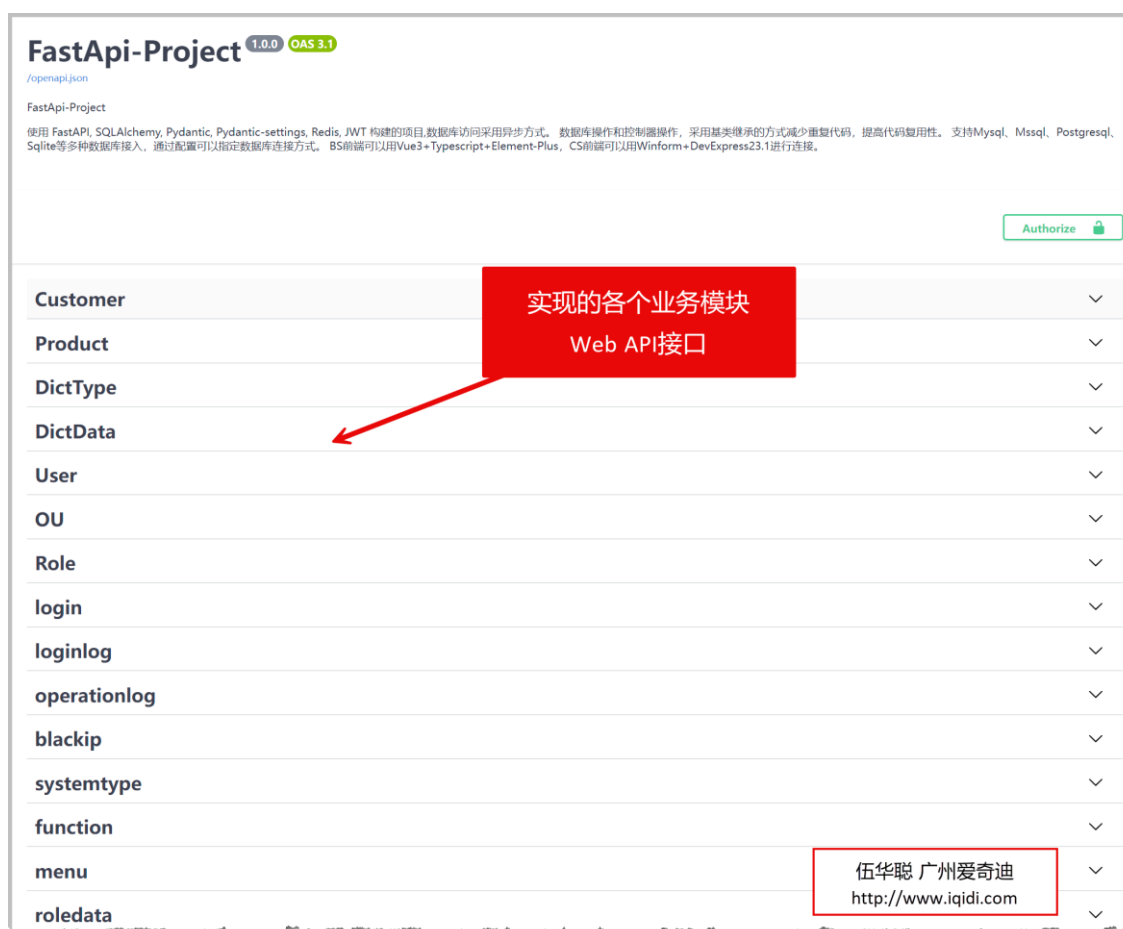 FastApi-Project 1.0.0 OAS 3.1
/openapi.json
FastApi-Project
使用 FastAPI, SQLAlchemy, Pydantic, Pydantic-settings, Redis, JWT 构建的项目,数据库访问采用异步方式。 数据库操作和控制器操作，采用基类继承的方式减少重复代码，提高代码复用性。 支持Mysql、Mssql、Postgresql、
Sqlite等多种数据库接入，通过配置可以指定数据库连接方式。 BS前端可以用Vue3+Typescript+Element-Plus，CS前端可以用Winform+DevExpress23.1进行连接。
Authorize
实现的各个业务模块
Web API接口
Customer
Product
DictType
DictData
User
OU
Role
login
loginlog
operationlog
blackip
systemtype
function
menu
伍华聪 广州爱奇迪
http://www.iqidi.com
roledata